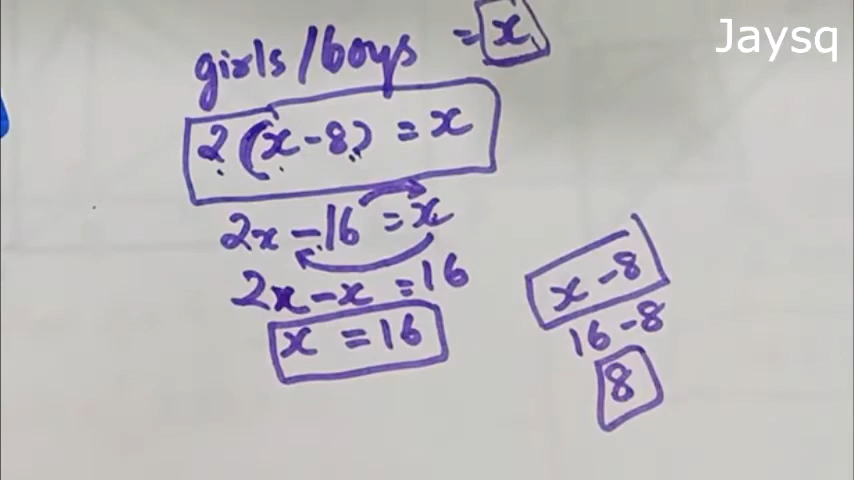 Jaysq
girls/boys = x
2(x-8) = x
2x-16 = x
2x-x = 16
x = 16
x-8
16-8
8